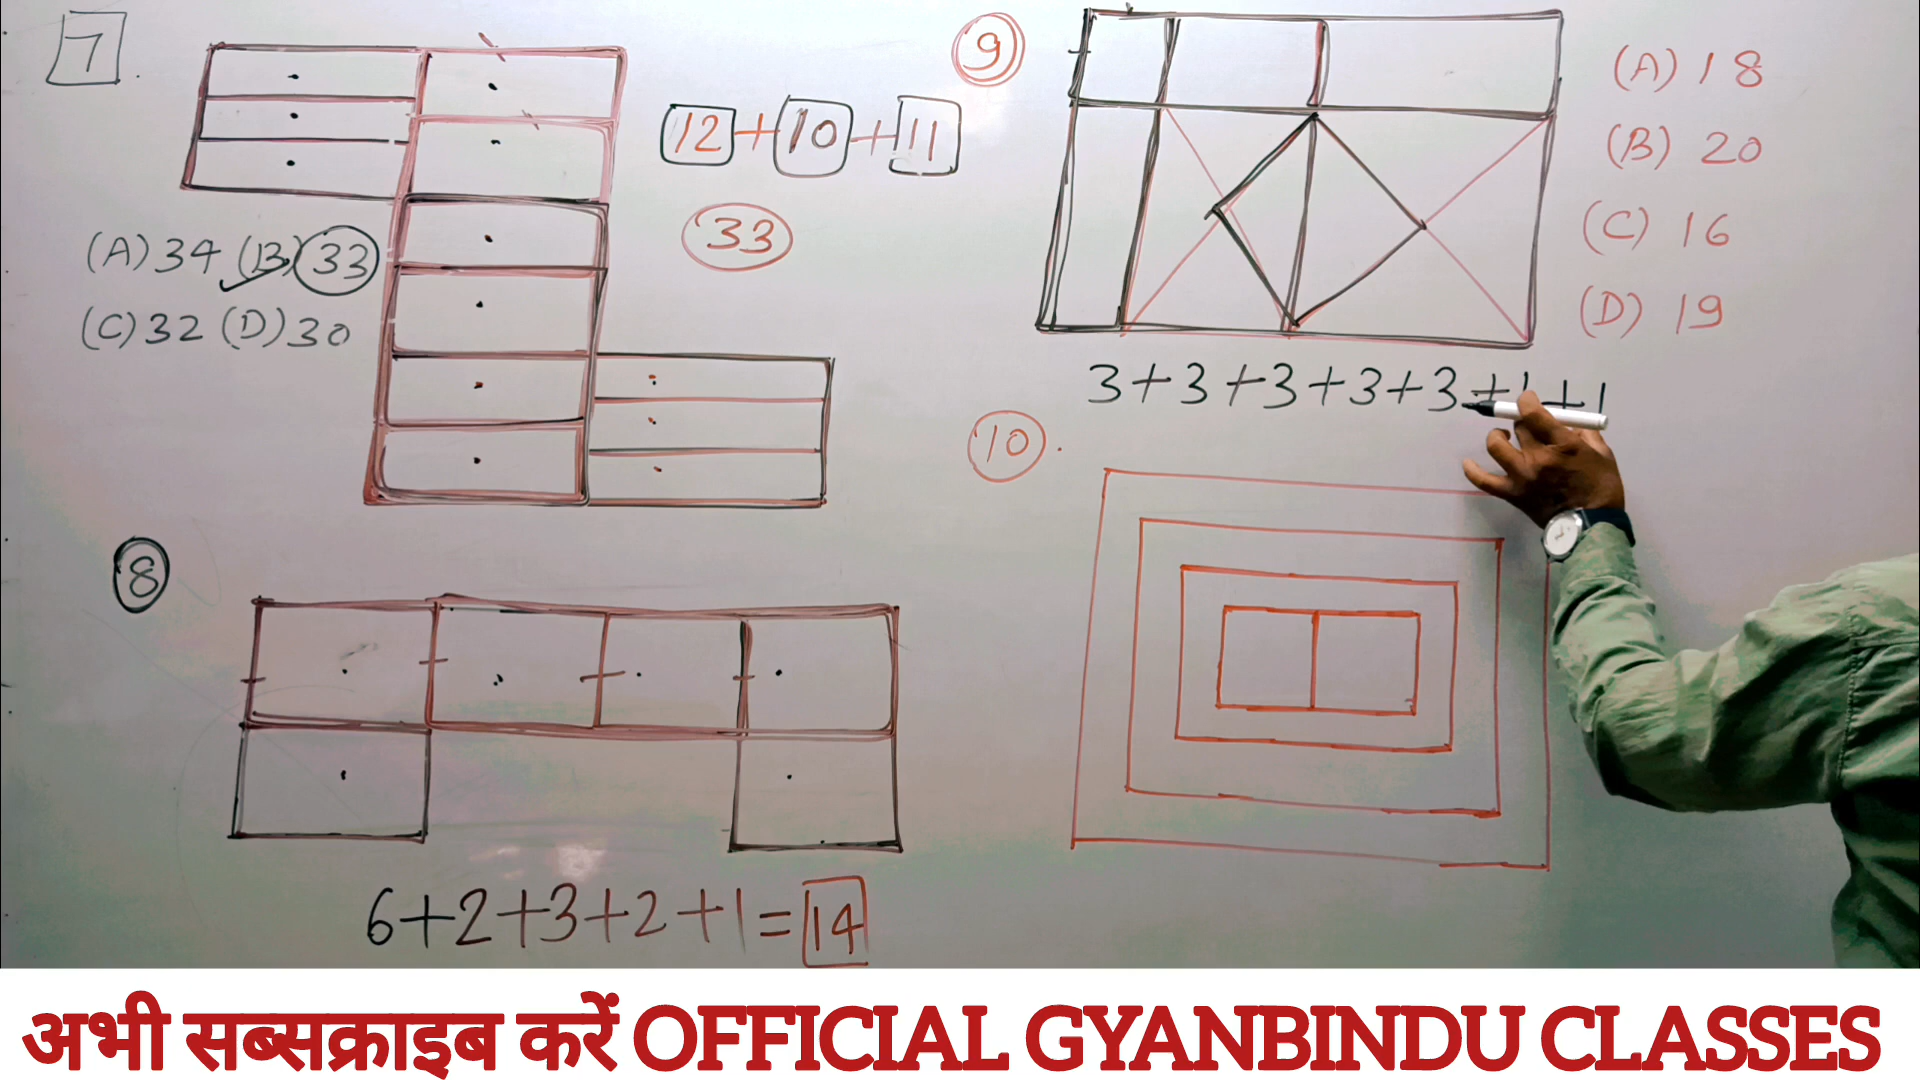 7.
12+10+11
33
(A) 34 (B) 33
(C) 32 (D) 30
8
6+2+3+2+1=14
9
(A) 18
(B) 20
(C) 16
(D) 19
3+3+3+3+3+1+1
10.
अभी सब्सक्राइब करें OFFICIAL GYANBINDU CLASSES